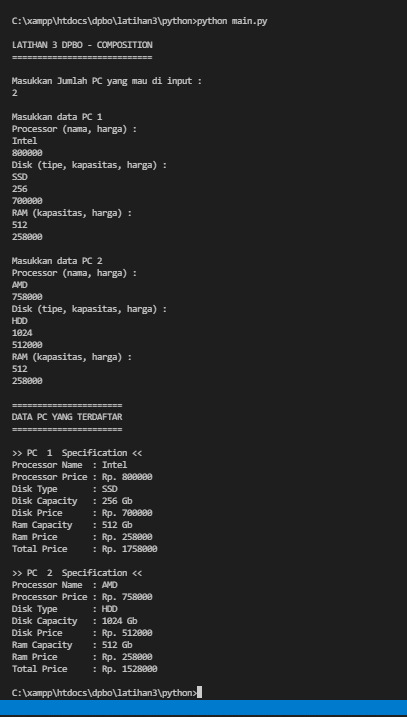 C:\xampp\htdocs\dpbo\latihan3\python>python main.py
LATIHAN 3 DPBO - COMPOSITION
============================
Masukkan Jumlah PC yang mau di input :
2
Masukkan data PC 1
Processor (nama, harga) :
Intel
800000
Disk (tipe, kapasitas, harga) :
SSD
256
700000
RAM (kapasitas, harga) :
512
258000
Masukkan data PC 2
Processor (nama, harga) :
AMD
758000
Disk (tipe, kapasitas, harga) :
HDD
1024
512000
RAM (kapasitas, harga) :
512
258000
======================
DATA PC YANG TERDAFTAR
======================
>> PC  1  Specification <<
Processor Name  : Intel
Processor Price : Rp. 800000
Disk Type       : SSD
Disk Capacity   : 256 Gb
Disk Price      : Rp. 700000
Ram Capacity    : 512 Gb
Ram Price       : Rp. 258000
Total Price     : Rp. 1758000
>> PC  2  Specification <<
Processor Name  : AMD
Processor Price : Rp. 758000
Disk Type       : HDD
Disk Capacity   : 1024 Gb
Disk Price      : Rp. 512000
Ram Capacity    : 512 Gb
Ram Price       : Rp. 258000
Total Price     : Rp. 1528000
C:\xampp\htdocs\dpbo\latihan3\python>